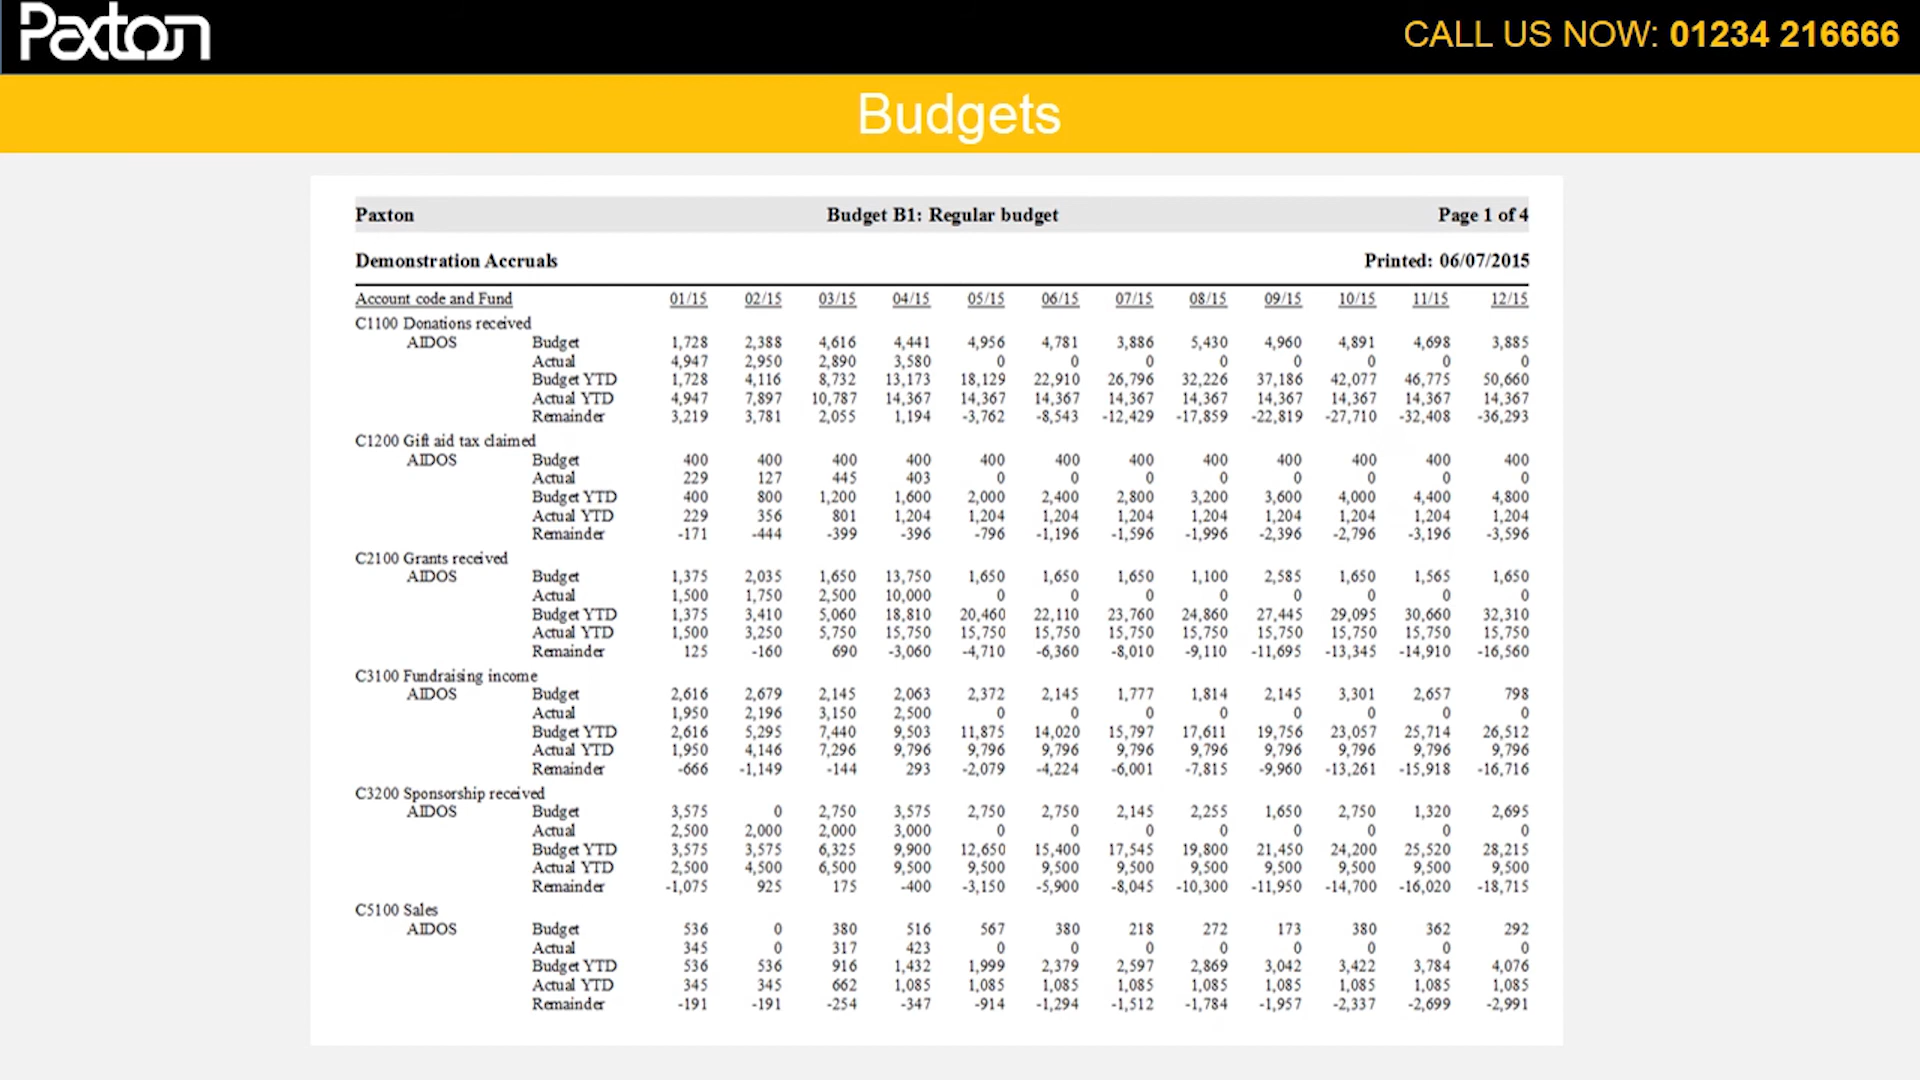 Paxton
CALL US NOW: 01234 216666
Budgets
Paxton Budget B1: Regular budget Page 1 of 4
Demonstration Accruals Printed: 06/07/2015
Account code and Fund 01/15 02/15 03/15 04/15 05/15 06/15 07/15 08/15 09/15 10/15 11/15 12/15
C1100 Donations received
AIDOS Budget 1,728 2,388 4,616 4,441 4,956 4,781 3,886 5,430 4,960 4,891 4,698 3,885
Actual 4,947 2,950 2,890 3,580 0 0 0 0 0 0 0 0
Budget YTD 1,728 4,116 8,732 13,173 18,129 22,910 26,796 32,226 37,186 42,077 46,775 50,660
Actual YTD 4,947 7,897 10,787 14,367 14,367 14,367 14,367 14,367 14,367 14,367 14,367 14,367
Remainder 3,219 3,781 2,055 1,194 -3,762 -8,543 -12,429 -17,859 -22,819 -27,710 -32,408 -36,293
C1200 Gift aid tax claimed
AIDOS Budget 400 400 400 400 400 400 400 400 400 400 400 400
Actual 229 127 445 403 0 0 0 0 0 0 0 0
Budget YTD 400 800 1,200 1,600 2,000 2,400 2,800 3,200 3,600 4,000 4,400 4,800
Actual YTD 229 356 801 1,204 1,204 1,204 1,204 1,204 1,204 1,204 1,204 1,204
Remainder -171 -444 -399 -396 -796 -1,196 -1,596 -1,996 -2,396 -2,796 -3,196 -3,596
C2100 Grants received
AIDOS Budget 1,375 2,035 1,650 13,750 1,650 1,650 1,650 1,100 2,585 1,650 1,565 1,650
Actual 1,500 1,750 2,500 10,000 0 0 0 0 0 0 0 0
Budget YTD 1,375 3,410 5,060 18,810 20,460 22,110 23,760 24,860 27,445 29,095 30,660 32,310
Actual YTD 1,500 3,250 5,750 15,750 15,750 15,750 15,750 15,750 15,750 15,750 15,750 15,750
Remainder 125 -160 690 -3,060 -4,710 -6,360 -8,010 -9,110 -11,695 -13,345 -14,910 -16,560
C3100 Fundraising income
AIDOS Budget 2,616 2,679 2,145 2,063 2,372 2,145 1,777 1,814 2,145 3,301 2,657 798
Actual 1,950 2,196 3,150 2,500 0 0 0 0 0 0 0 0
Budget YTD 2,616 5,295 7,440 9,503 11,875 14,020 15,797 17,611 19,756 23,057 25,714 26,512
Actual YTD 1,950 4,146 7,296 9,796 9,796 9,796 9,796 9,796 9,796 9,796 9,796 9,796
Remainder -666 -1,149 -144 293 -2,079 -4,224 -6,001 -7,815 -9,960 -13,261 -15,918 -16,716
C3200 Sponsorship received
AIDOS Budget 3,575 0 2,750 3,575 2,750 2,750 2,145 2,255 1,650 2,750 1,320 2,695
Actual 2,500 2,000 2,000 3,000 0 0 0 0 0 0 0 0
Budget YTD 3,575 3,575 6,325 9,900 12,650 15,400 17,545 19,800 21,450 24,200 25,520 28,215
Actual YTD 2,500 4,500 6,500 9,500 9,500 9,500 9,500 9,500 9,500 9,500 9,500 9,500
Remainder -1,075 925 175 -400 -3,150 -5,900 -8,045 -10,300 -11,950 -14,700 -16,020 -18,715
C5100 Sales
AIDOS Budget 536 0 380 516 567 380 218 272 173 380 362 292
Actual 345 0 317 423 0 0 0 0 0 0 0 0
Budget YTD 536 536 916 1,432 1,999 2,379 2,597 2,869 3,042 3,422 3,784 4,076
Actual YTD 345 345 662 1,085 1,085 1,085 1,085 1,085 1,085 1,085 1,085 1,085
Remainder -191 -191 -254 -347 -914 -1,294 -1,512 -1,784 -1,957 -2,337 -2,699 -2,991